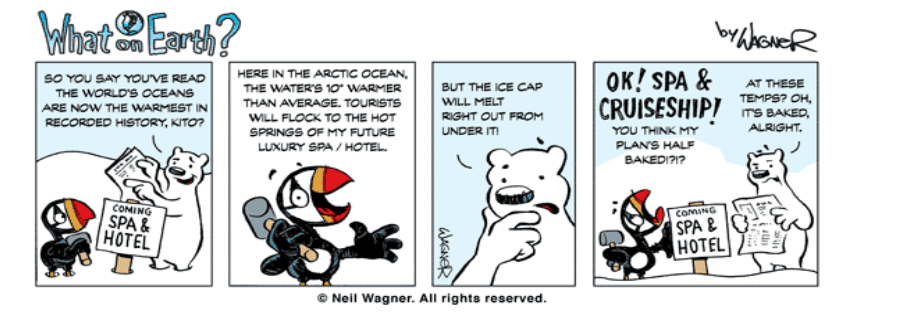 What on Earth?
by WAGNER
SO YOU SAY YOU'VE READ
THE WORLD'S OCEANS
ARE NOW THE WARMEST IN
RECORDED HISTORY, KITO?
COMING
SPA &
HOTEL
HERE IN THE ARCTIC OCEAN,
THE WATER'S 10° WARMER
THAN AVERAGE. TOURISTS
WILL FLOCK TO THE HOT
SPRINGS OF MY FUTURE
LUXURY SPA / HOTEL.
BUT THE ICE CAP
WILL MELT
RIGHT OUT FROM
UNDER IT!
WAGNER
OK! SPA &
CRUISESHIP!
YOU THINK MY
PLAN'S HALF
BAKED!?!?
AT THESE
TEMPS? OH,
IT'S BAKED,
ALRIGHT.
COMING
SPA &
HOTEL
© Neil Wagner. All rights reserved.